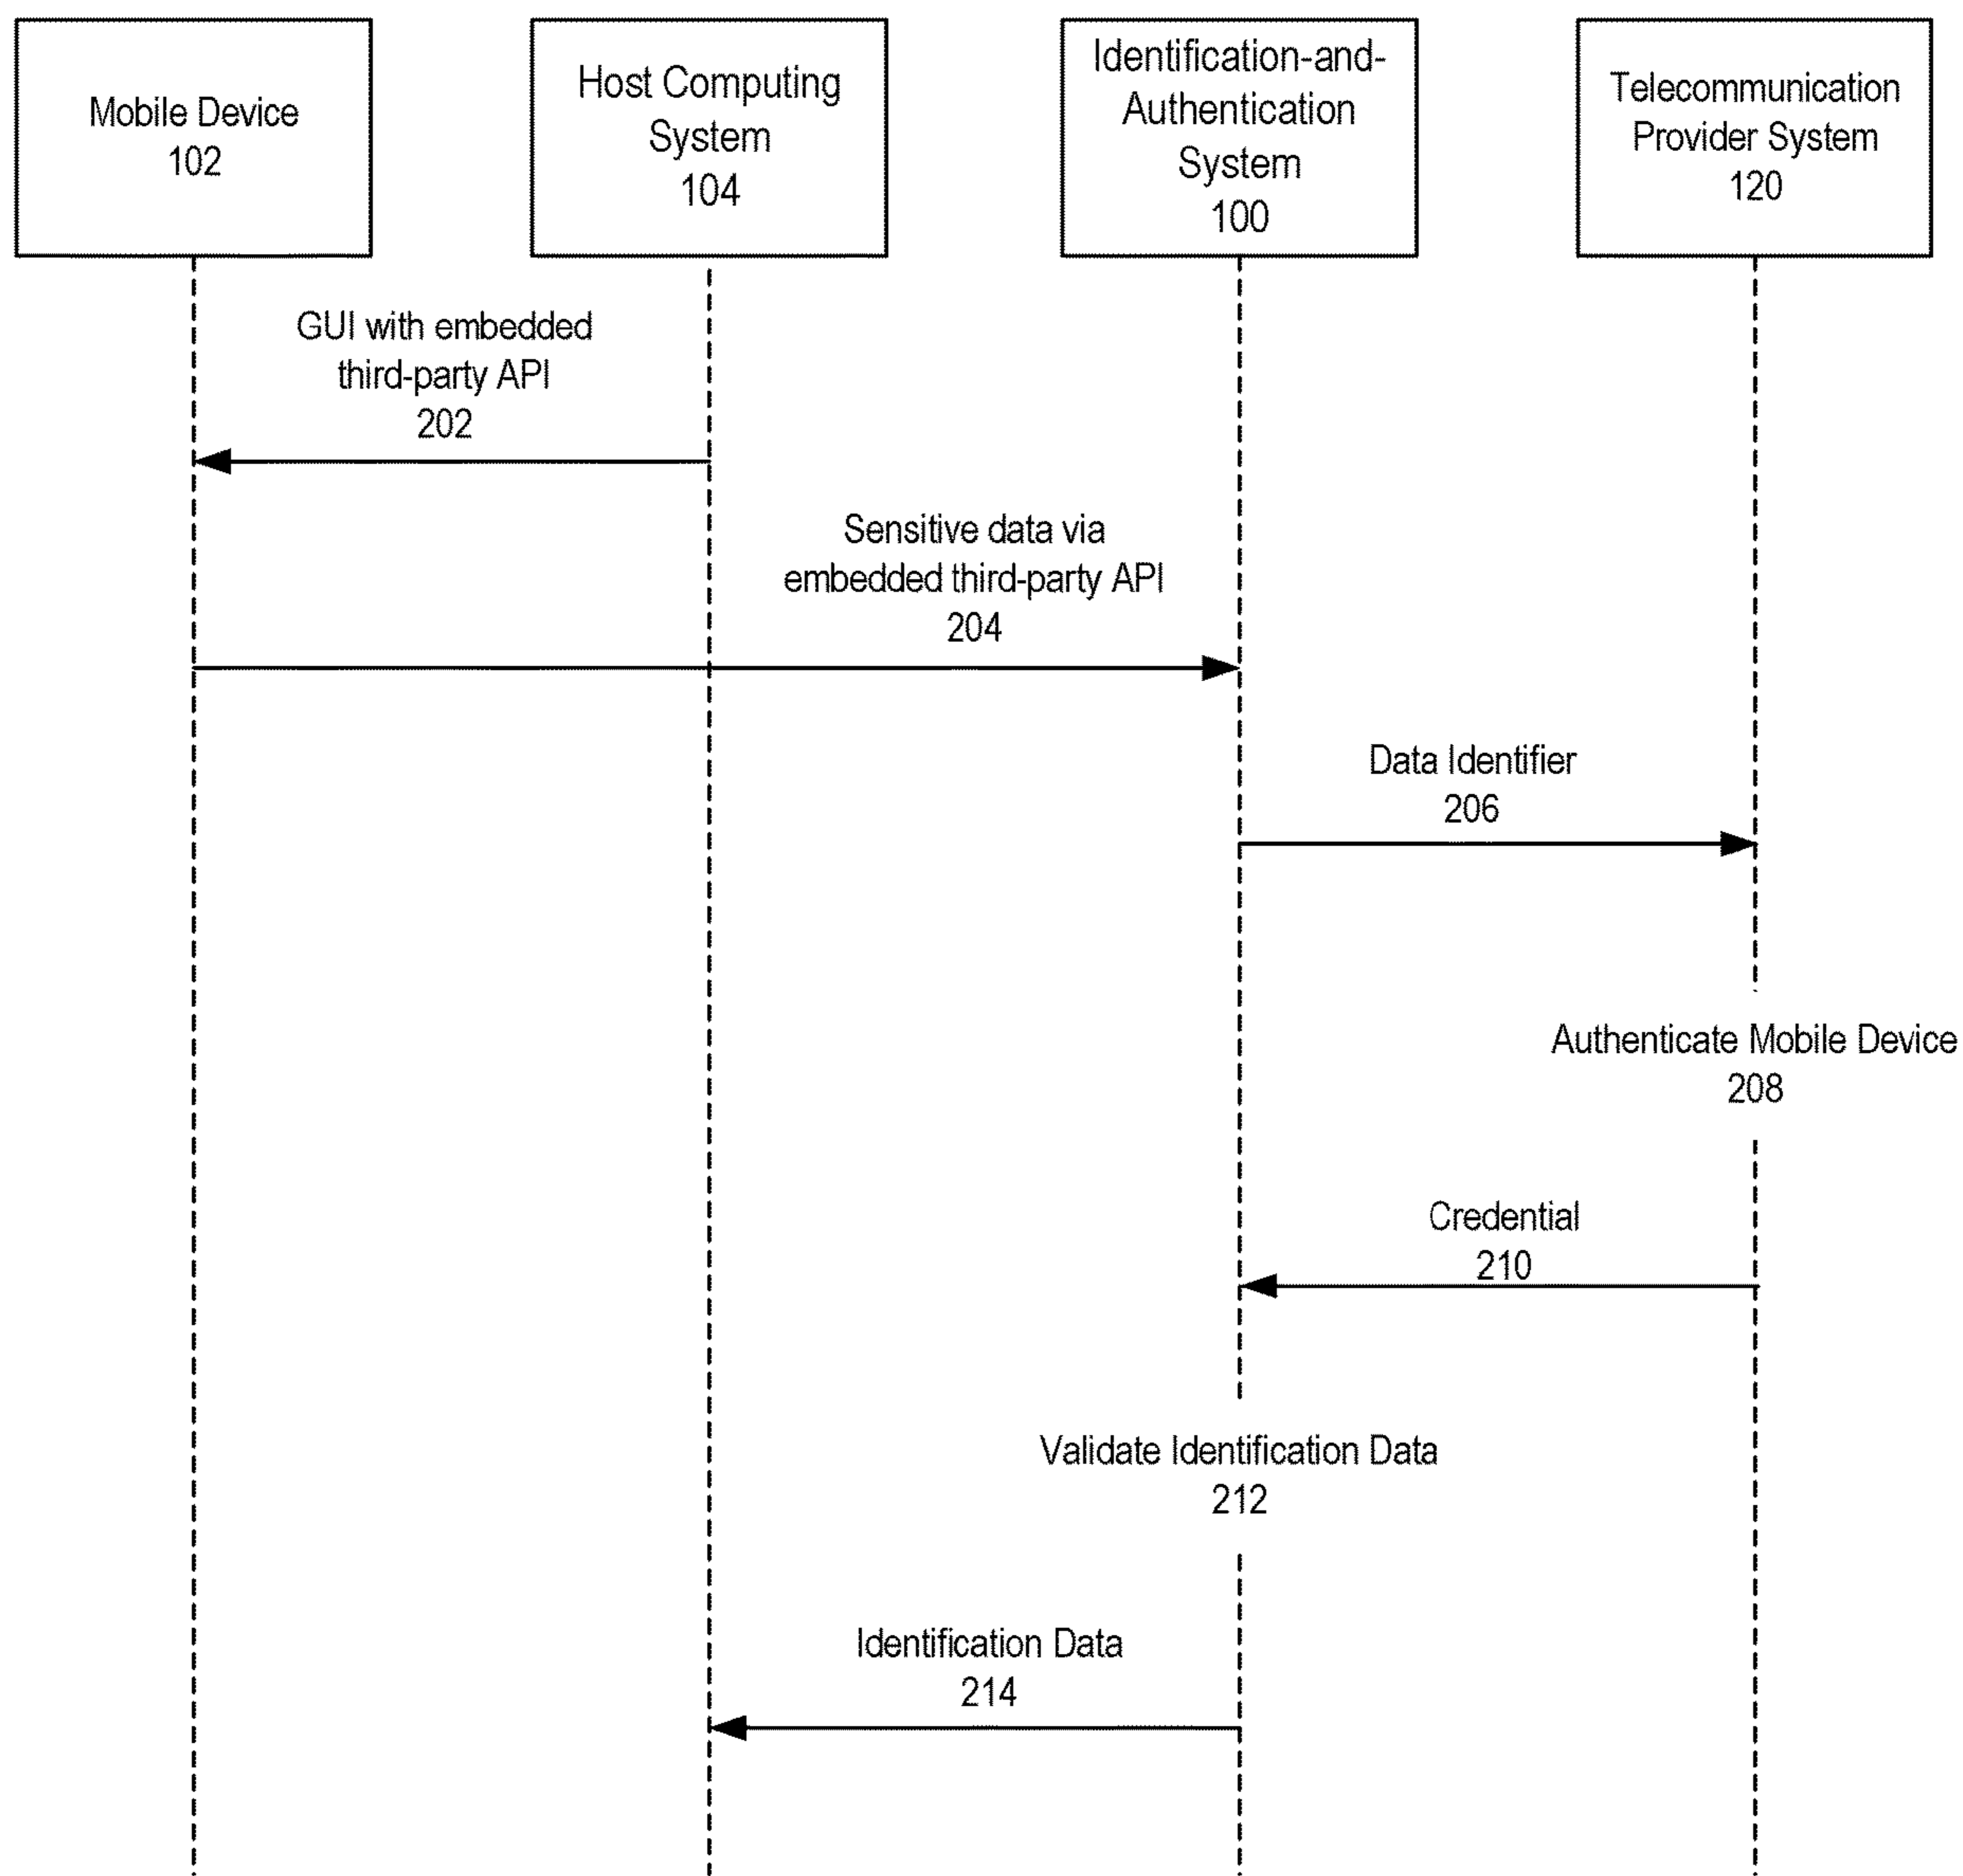 Mobile Device
102
Host Computing
System
104
Identification-and-
Authentication
System
100
Telecommunication
Provider System
120
GUI with embedded
third-party API
202
Sensitive data via
embedded third-party API
204
Data Identifier
206
Authenticate Mobile Device
208
Credential
210
Validate Identification Data
212
Identification Data
214